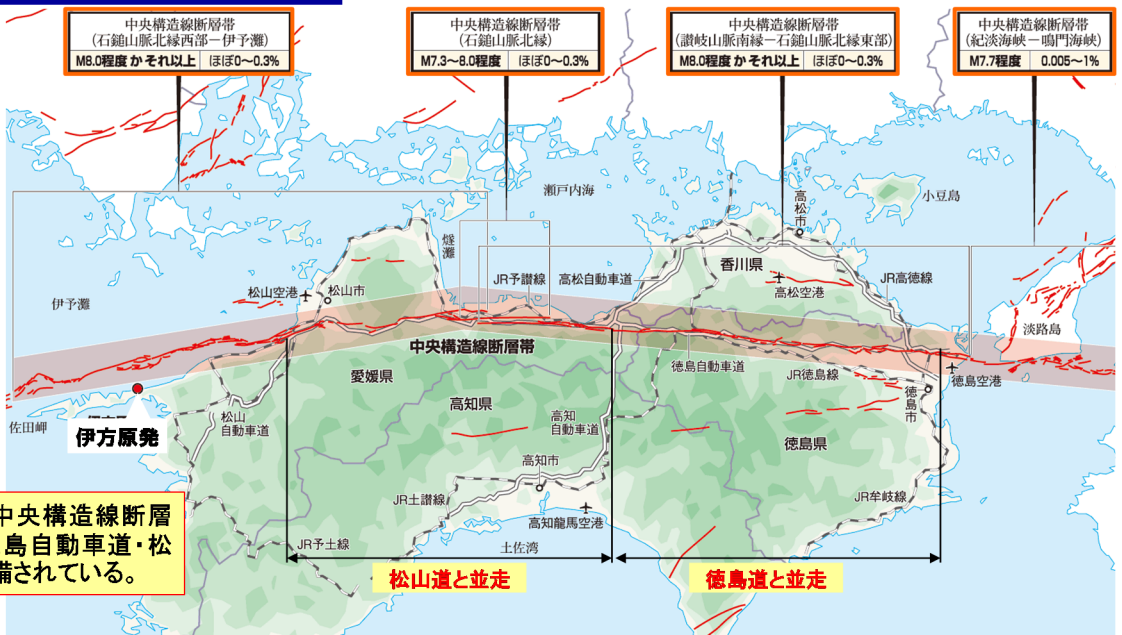 中央構造線断層帯
(石鎚山脈北縁西部－伊予灘)
M8.0程度 か それ以上 ほぼ0～0.3%
中央構造線断層帯
(石鎚山脈北縁)
M7.3～8.0程度 ほぼ0～0.3%
中央構造線断層帯
(讃岐山脈南縁－石鎚山脈北縁東部)
M8.0程度 か それ以上 ほぼ0～0.3%
中央構造線断層帯
(紀淡海峡－鳴門海峡)
M7.7程度 0.005～1%
瀬戸内海
小豆島
高松市
燧灘
香川県
JR予讃線
高松自動車道
JR高徳線
高松空港
松山空港
松山市
伊予灘
淡路島
中央構造線断層帯
徳島自動車道
JR徳島線
徳島空港
愛媛県
高知県
徳島市
佐田岬
伊方原発
松山
自動車道
高知
自動車道
徳島県
高知市
JR土讃線
JR牟岐線
高知龍馬空港
中央構造線断層
島自動車道・松
備されている。
JR予土線
土佐湾
松山道と並走
徳島道と並走